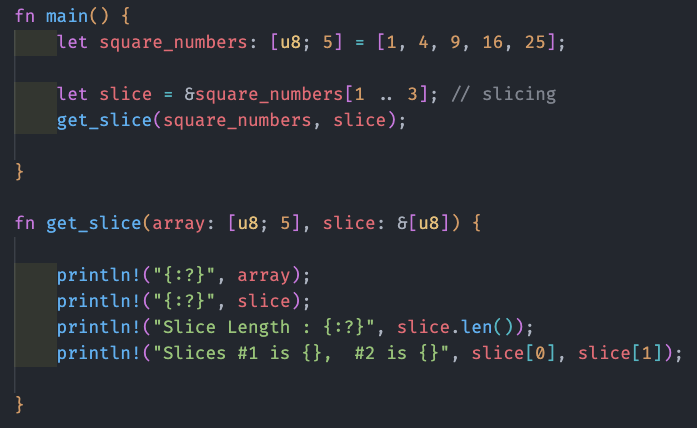 fn main() {
    let square_numbers: [u8; 5] = [1, 4, 9, 16, 25];
    let slice = &square_numbers[1 .. 3]; // slicing
    get_slice(square_numbers, slice);
}
fn get_slice(array: [u8; 5], slice: &[u8]) {
    println!("{:?}", array);
    println!("{:?}", slice);
    println!("Slice Length : {:?}", slice.len());
    println!("Slices #1 is {},  #2 is {}", slice[0], slice[1]);
}